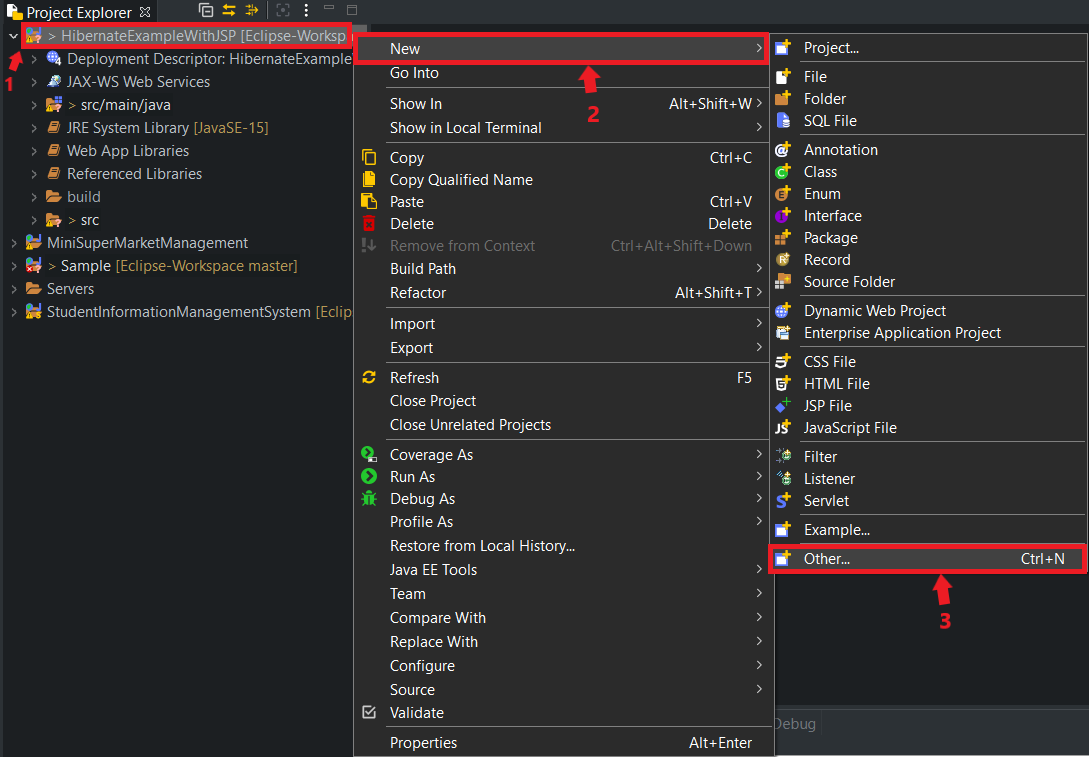 Project Explorer
> HibernateExampleWithJSP [Eclipse-Worksp
1
Deployment Descriptor: HibernateExample
JAX-WS Web Services
> src/main/java
JRE System Library [JavaSE-15]
Web App Libraries
Referenced Libraries
build
> src
MiniSuperMarketManagement
> Sample [Eclipse-Workspace master]
Servers
StudentInformationManagementSystem [Eclip
New
2
Go Into
Show In Alt+Shift+W
Show in Local Terminal
Copy Ctrl+C
Copy Qualified Name
Paste Ctrl+V
Delete Delete
Remove from Context Ctrl+Alt+Shift+Down
Build Path
Refactor Alt+Shift+T
Import
Export
Refresh F5
Close Project
Close Unrelated Projects
Coverage As
Run As
Debug As
Profile As
Restore from Local History...
Java EE Tools
Team
Compare With
Replace With
Configure
Source
Validate
Properties Alt+Enter
Project...
File
Folder
SQL File
Annotation
Class
Enum
Interface
Package
Record
Source Folder
Dynamic Web Project
Enterprise Application Project
CSS File
HTML File
JSP File
JavaScript File
Filter
Listener
Servlet
Example...
Other... Ctrl+N
3
Debug